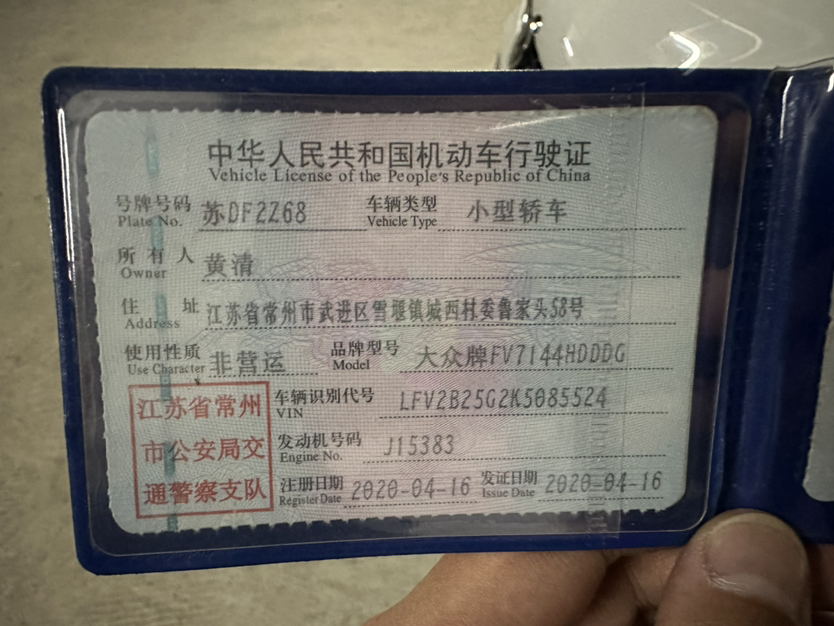 中华人民共和国机动车行驶证
Vehicle License of the People's Republic of China
号牌号码 苏DF2Z68 车辆类型 小型轿车
Plate No. Vehicle Type
所有人 黄清
Owner
住址 江苏省常州市武进区雪堰镇城西村委鲁家头58号
Address
使用性质 非营运 品牌型号 大众牌FV7144HDDDG
Use Character Model
江苏省常州
市公安局交
通警察支队
车辆识别代号 LFV2B25G2K5085524
VIN
发动机号码 J15383
Engine No.
注册日期 2020-04-16 发证日期 2020-04-16
Register Date Issue Date